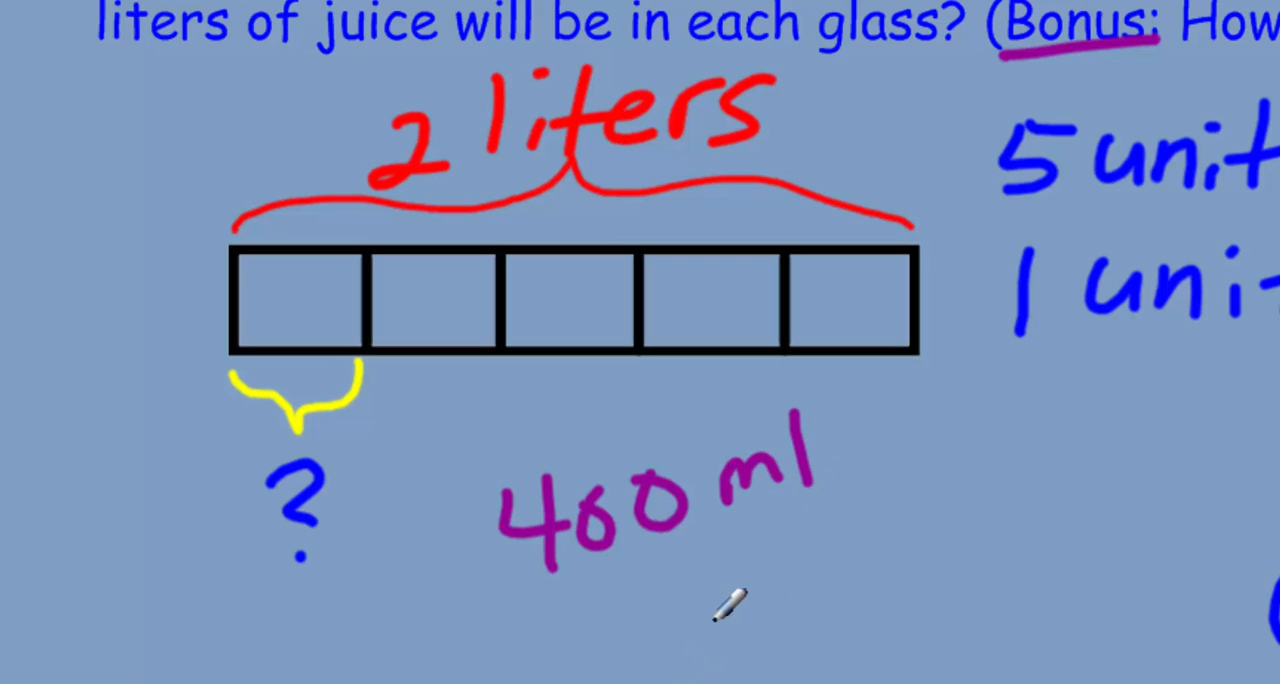 liters of juice will be in each glass? (Bonus: How
2 liters
5 unit
1 unit
?
400 ml